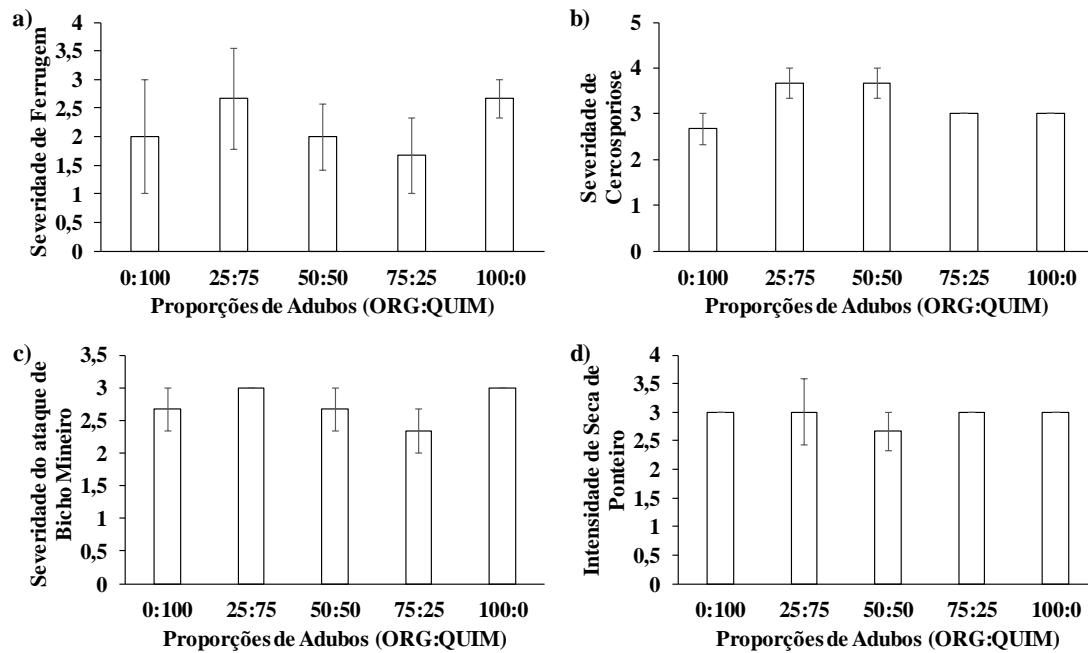 a)
4
3,5
3
2,5
2
1,5
1
0,5
0
Severidade de Ferrugem
0:100 25:75 50:50 75:25 100:0
Proporções de Adubos (ORG:QUIM)
b)
5
4
3
2
1
0
Severidade de
Cercosporiose
0:100 25:75 50:50 75:25 100:0
Proporções de Adubos (ORG:QUIM)
c)
3,5
3
2,5
2
1,5
1
0,5
0
Severidade do ataque de
Bicho Mineiro
0:100 25:75 50:50 75:25 100:0
Proporções de Adubos (ORG:QUIM)
d)
4
3,5
3
2,5
2
1,5
1
0,5
0
Intensidade de Seca de
Ponteiro
0:100 25:75 50:50 75:25 100:0
Proporções de Adubos (ORG:QUIM)